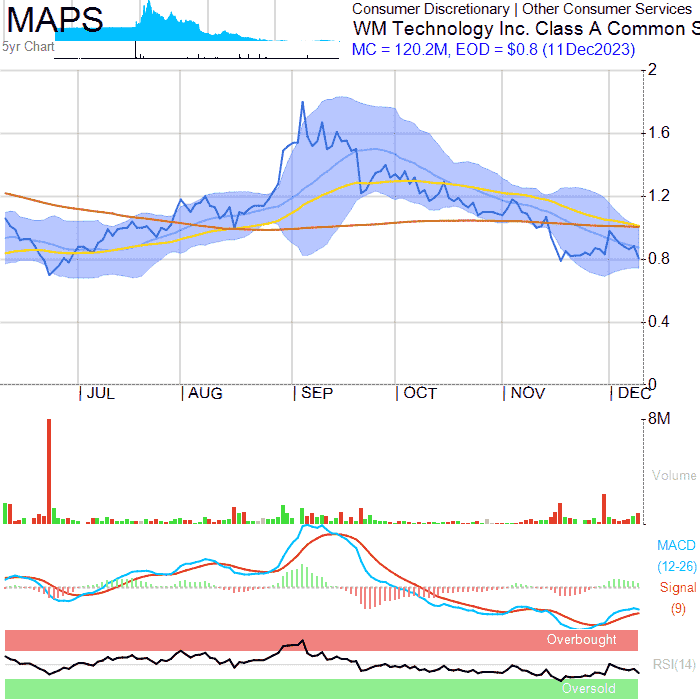 MAPS
Consumer Discretionary | Other Consumer Services
WM Technology Inc. Class A Common S
5yr Chart
MC = 120.2M, EOD = $0.8 (11Dec2023)
2
1.6
1.2
0.8
0.4
0
| JUL
| AUG
| SEP
| OCT
| NOV
| DEC
8M
Volume
MACD
(12-26)
Signal
(9)
Overbought
RSI(14)
Oversold